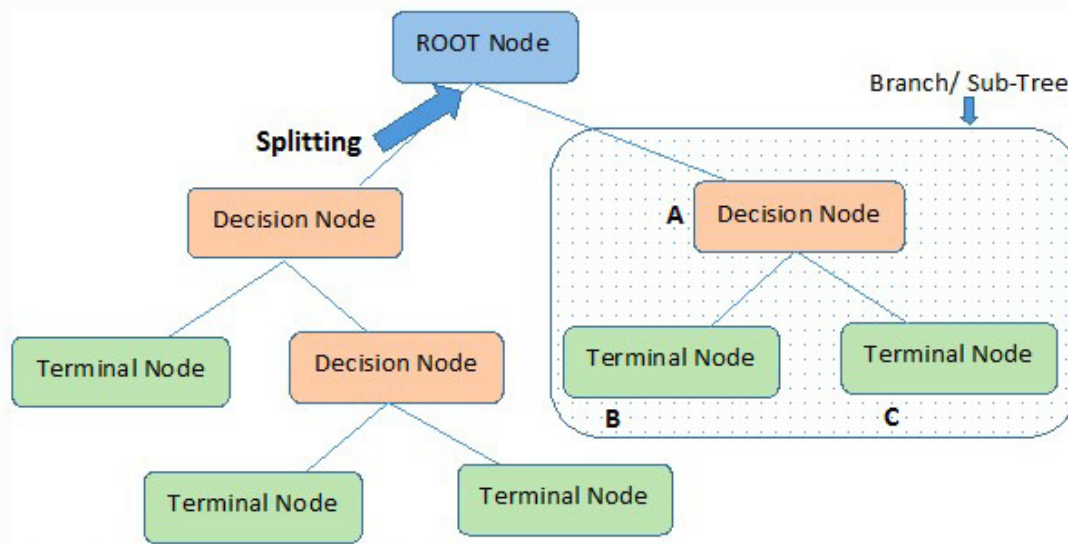 ROOT Node
Branch/ Sub-Tree
Splitting
Decision Node
A
Decision Node
Terminal Node
Decision Node
Terminal Node
Terminal Node
B
C
Terminal Node
Terminal Node